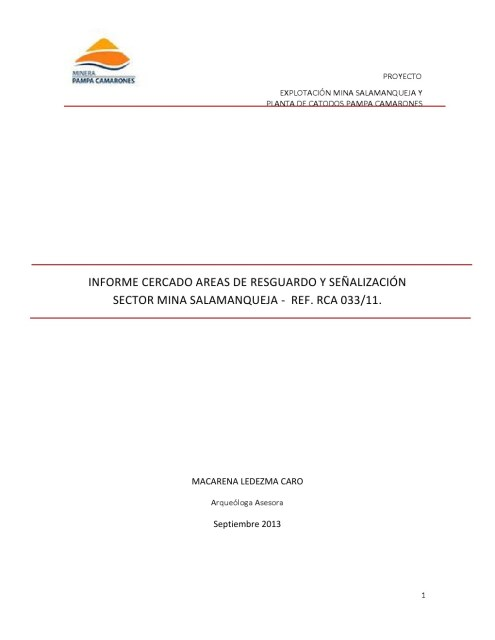 MINERA
PAMPA CAMARONES
PROYECTO
EXPLOTACIÓN MINA SALAMANQUEJA Y
PLANTA DE CATODOS PAMPA CAMARONES
INFORME CERCADO AREAS DE RESGUARDO Y SEÑALIZACIÓN
SECTOR MINA SALAMANQUEJA - REF. RCA 033/11.
MACARENA LEDEZMA CARO
Arqueóloga Asesora
Septiembre 2013
1